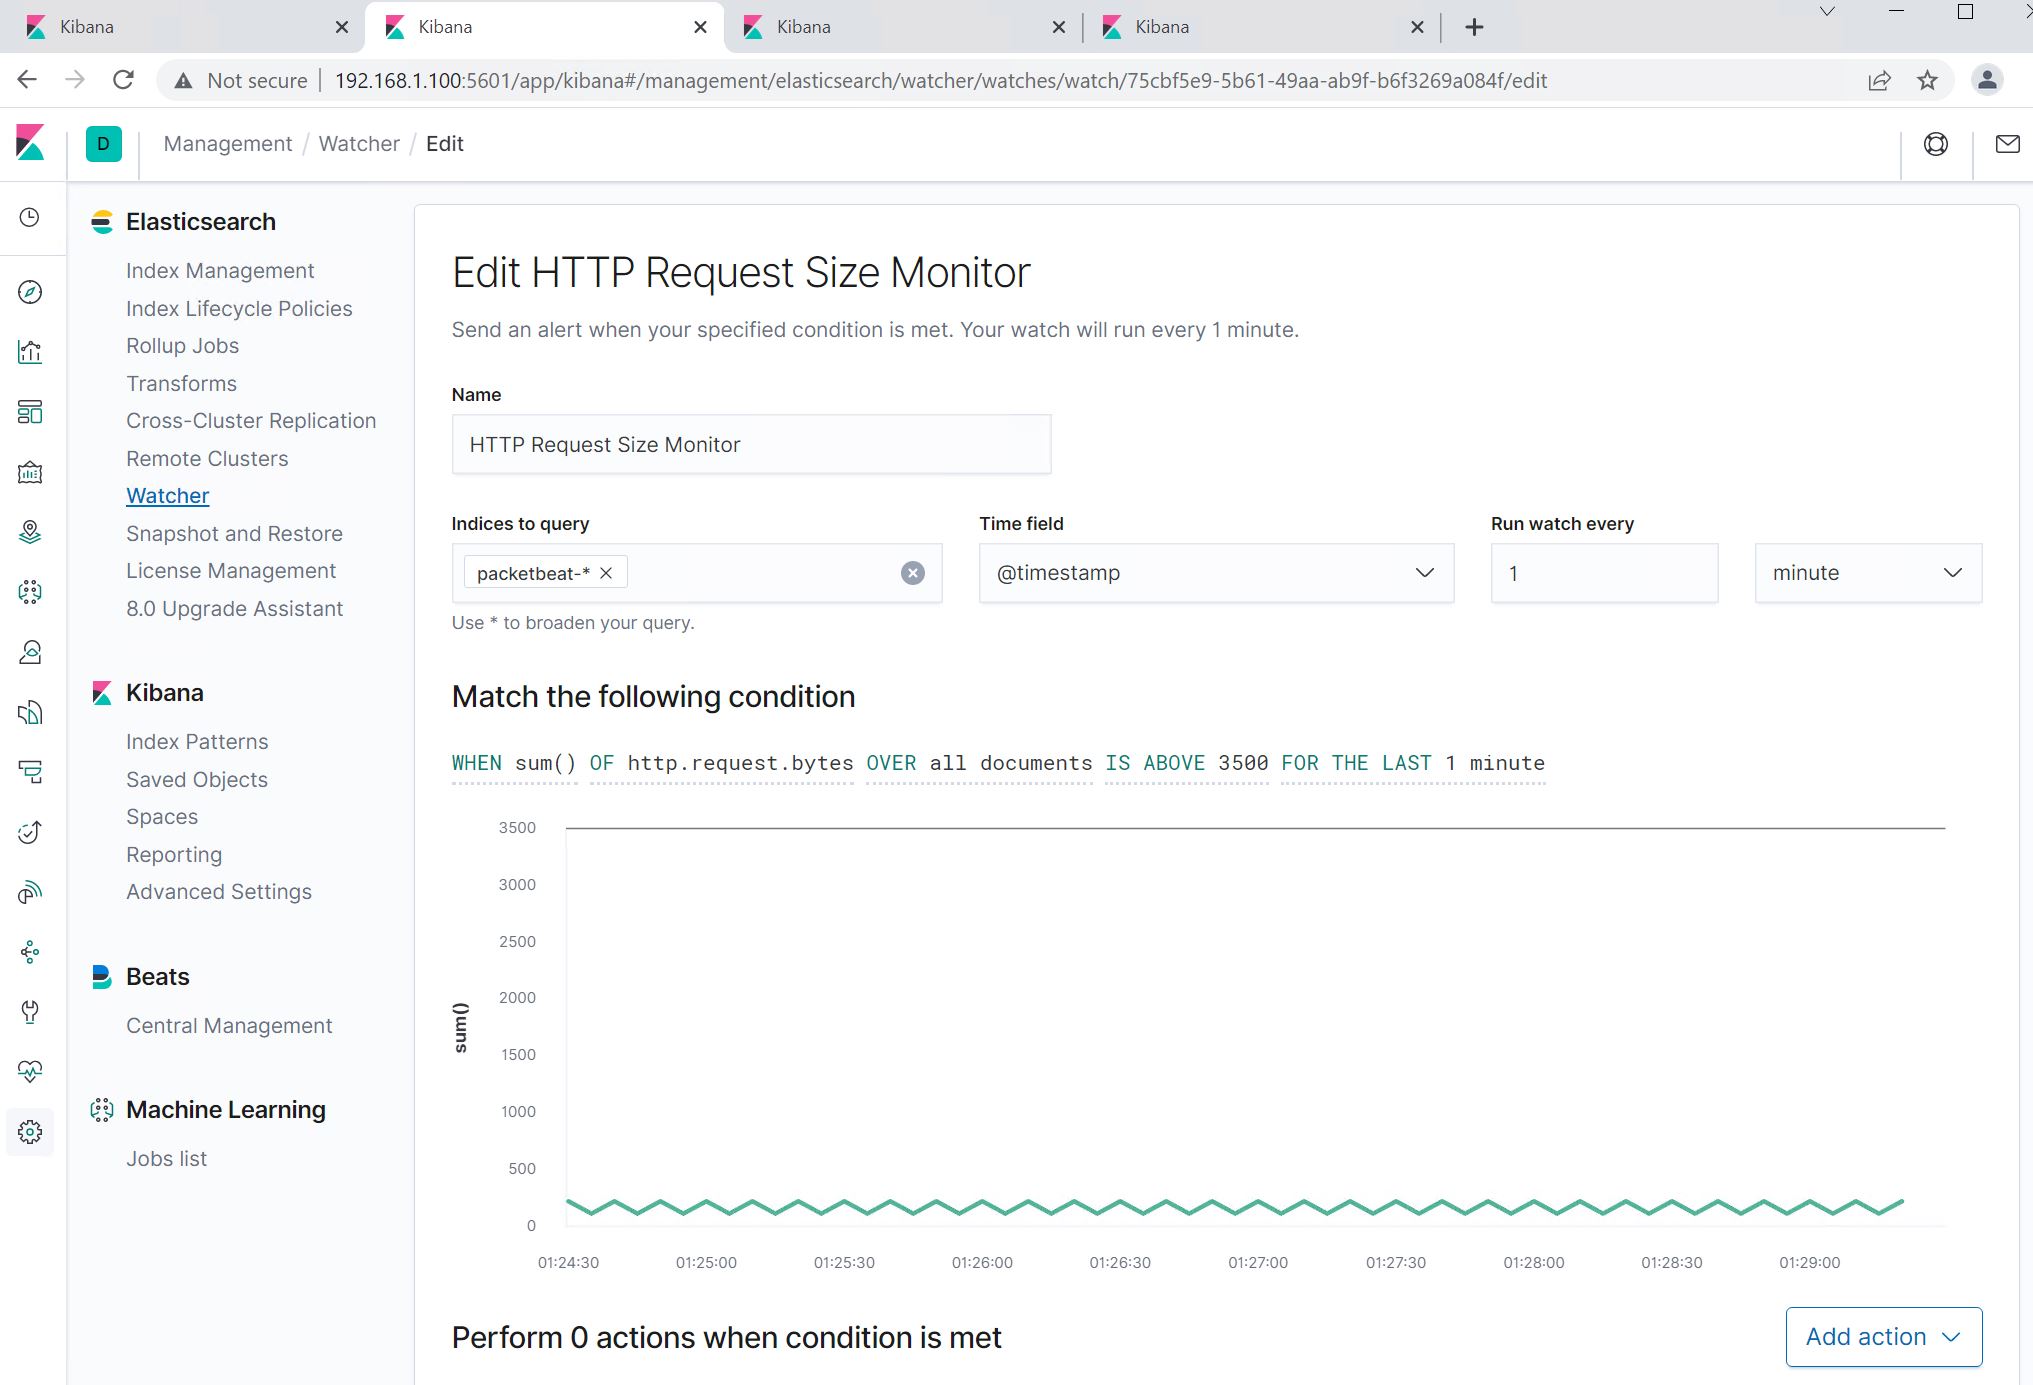 Kibana
Kibana
Kibana
Kibana
Not secure
192.168.1.100:5601/app/kibana#/management/elasticsearch/watcher/watches/watch/75cbf5e9-5b61-49aa-ab9f-b6f3269a084f/edit
D
Management / Watcher / Edit
Elasticsearch
Index Management
Index Lifecycle Policies
Rollup Jobs
Transforms
Cross-Cluster Replication
Remote Clusters
Watcher
Snapshot and Restore
License Management
8.0 Upgrade Assistant
Kibana
Index Patterns
Saved Objects
Spaces
Reporting
Advanced Settings
Beats
Central Management
Machine Learning
Jobs list
Edit HTTP Request Size Monitor
Send an alert when your specified condition is met. Your watch will run every 1 minute.
Name
HTTP Request Size Monitor
Indices to query
packetbeat-*
Use * to broaden your query.
Time field
@timestamp
Run watch every
1
minute
Match the following condition
WHEN sum() OF http.request.bytes OVER all documents IS ABOVE 3500 FOR THE LAST 1 minute
sum()
3500
3000
2500
2000
1500
1000
500
0
01:24:30 01:25:00 01:25:30 01:26:00 01:26:30 01:27:00 01:27:30 01:28:00 01:28:30 01:29:00
Perform 0 actions when condition is met
Add action